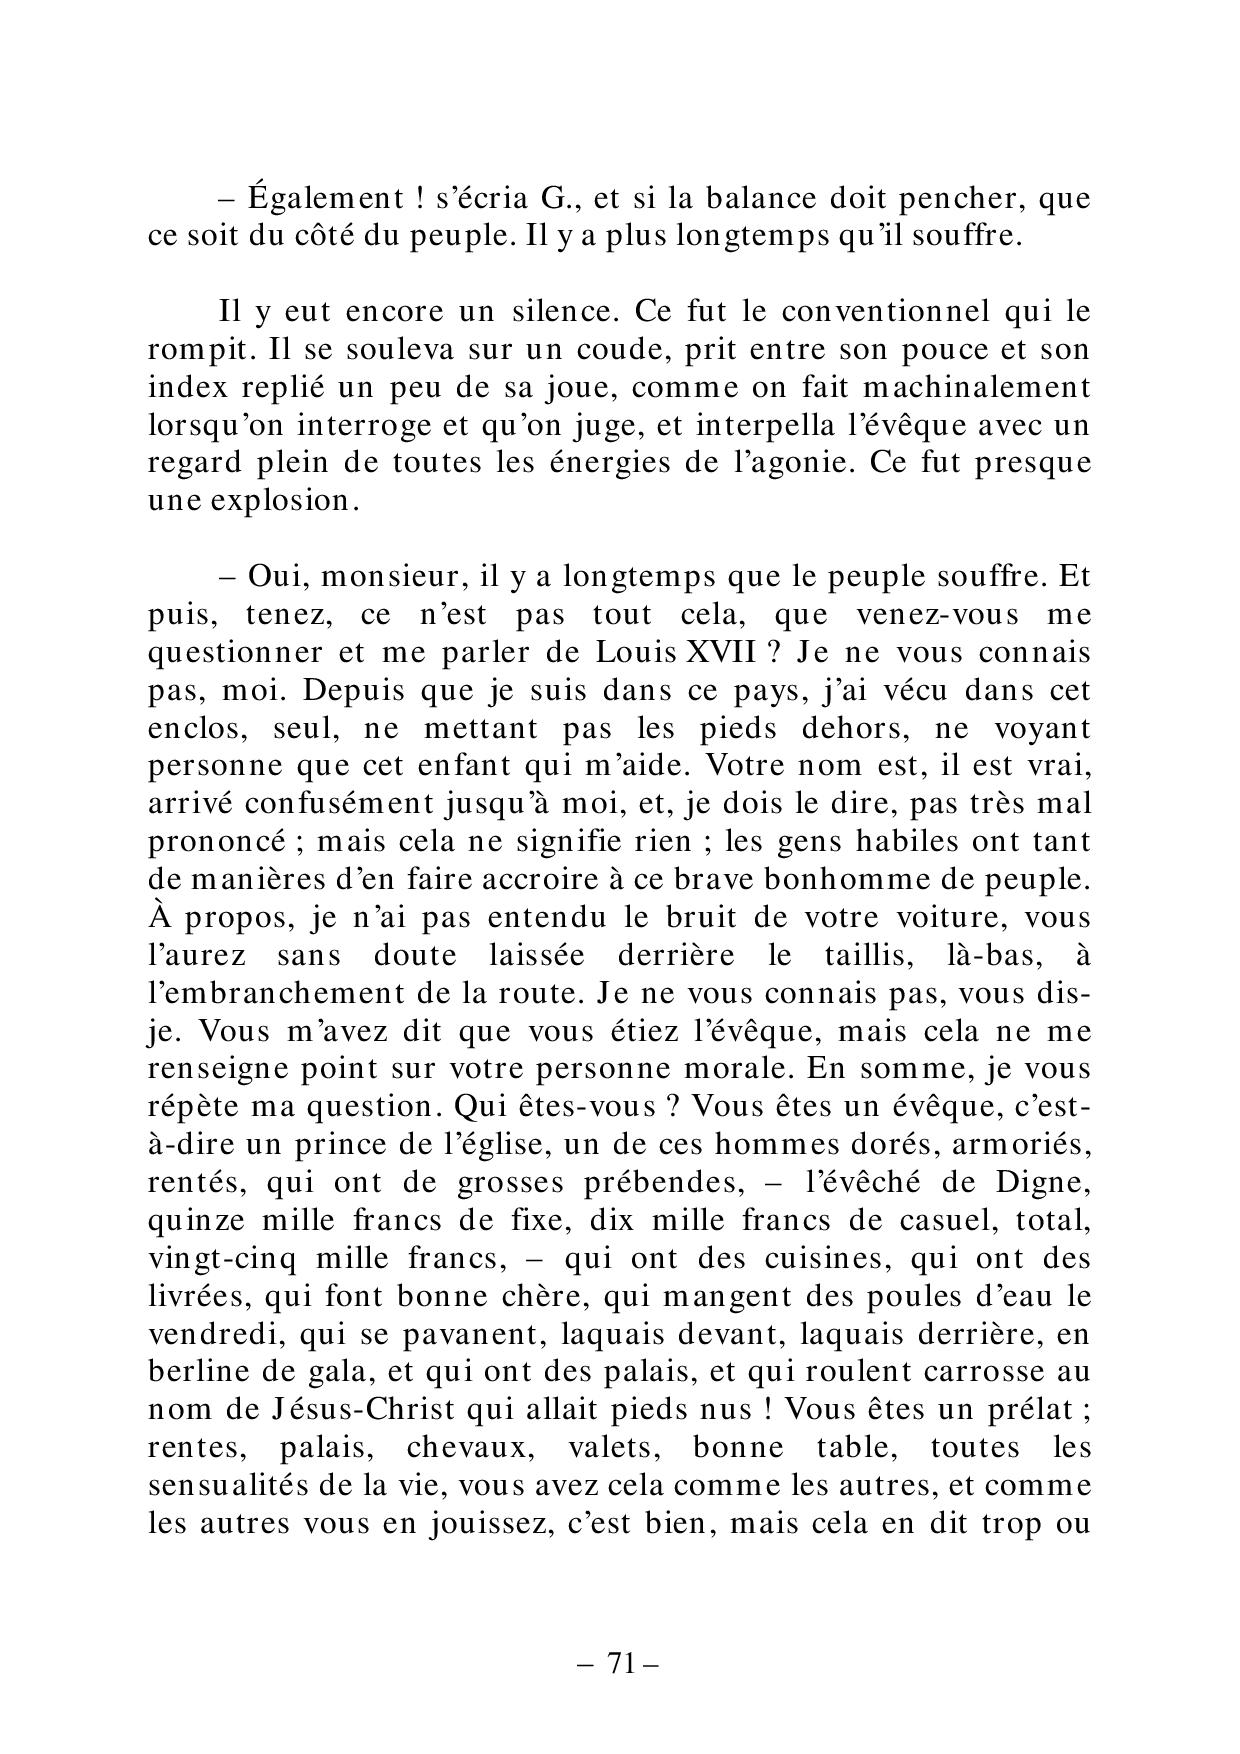 – Également ! s’écria G., et si la balance doit pencher, que
ce soit du côté du peuple. Il y a plus longtemps qu’il souffre.
Il y eut encore un silence. Ce fut le conventionnel qui le
rompit. Il se souleva sur un coude, prit entre son pouce et son
index replié un peu de sa joue, comme on fait machinalement
lorsqu’on interroge et qu’on juge, et interpella l’évêque avec un
regard plein de toutes les énergies de l’agonie. Ce fut presque
une explosion.
– Oui, monsieur, il y a longtemps que le peuple souffre. Et
puis, tenez, ce n’est pas tout cela, que venez-vous me
questionner et me parler de Louis XVII ? Je ne vous connais
pas, moi. Depuis que je suis dans ce pays, j’ai vécu dans cet
enclos, seul, ne mettant pas les pieds dehors, ne voyant
personne que cet enfant qui m’aide. Votre nom est, il est vrai,
arrivé confusément jusqu’à moi, et, je dois le dire, pas très mal
prononcé ; mais cela ne signifie rien ; les gens habiles ont tant
de manières d’en faire accroire à ce brave bonhomme de peuple.
À propos, je n’ai pas entendu le bruit de votre voiture, vous
l’aurez sans doute laissée derrière le taillis, là-bas, à
l’embranchement de la route. Je ne vous connais pas, vous dis-
je. Vous m’avez dit que vous étiez l’évêque, mais cela ne me
renseigne point sur votre personne morale. En somme, je vous
répète ma question. Qui êtes-vous ? Vous êtes un évêque, c’est-
à-dire un prince de l’église, un de ces hommes dorés, armoriés,
rentés, qui ont de grosses prébendes, – l’évêché de Digne,
quinze mille francs de fixe, dix mille francs de casuel, total,
vingt-cinq mille francs, – qui ont des cuisines, qui ont des
livrées, qui font bonne chère, qui mangent des poules d’eau le
vendredi, qui se pavanent, laquais devant, laquais derrière, en
berline de gala, et qui ont des palais, et qui roulent carrosse au
nom de Jésus-Christ qui allait pieds nus ! Vous êtes un prélat ;
rentes, palais, chevaux, valets, bonne table, toutes les
sensualités de la vie, vous avez cela comme les autres, et comme
les autres vous en jouissez, c’est bien, mais cela en dit trop ou
– 71 –